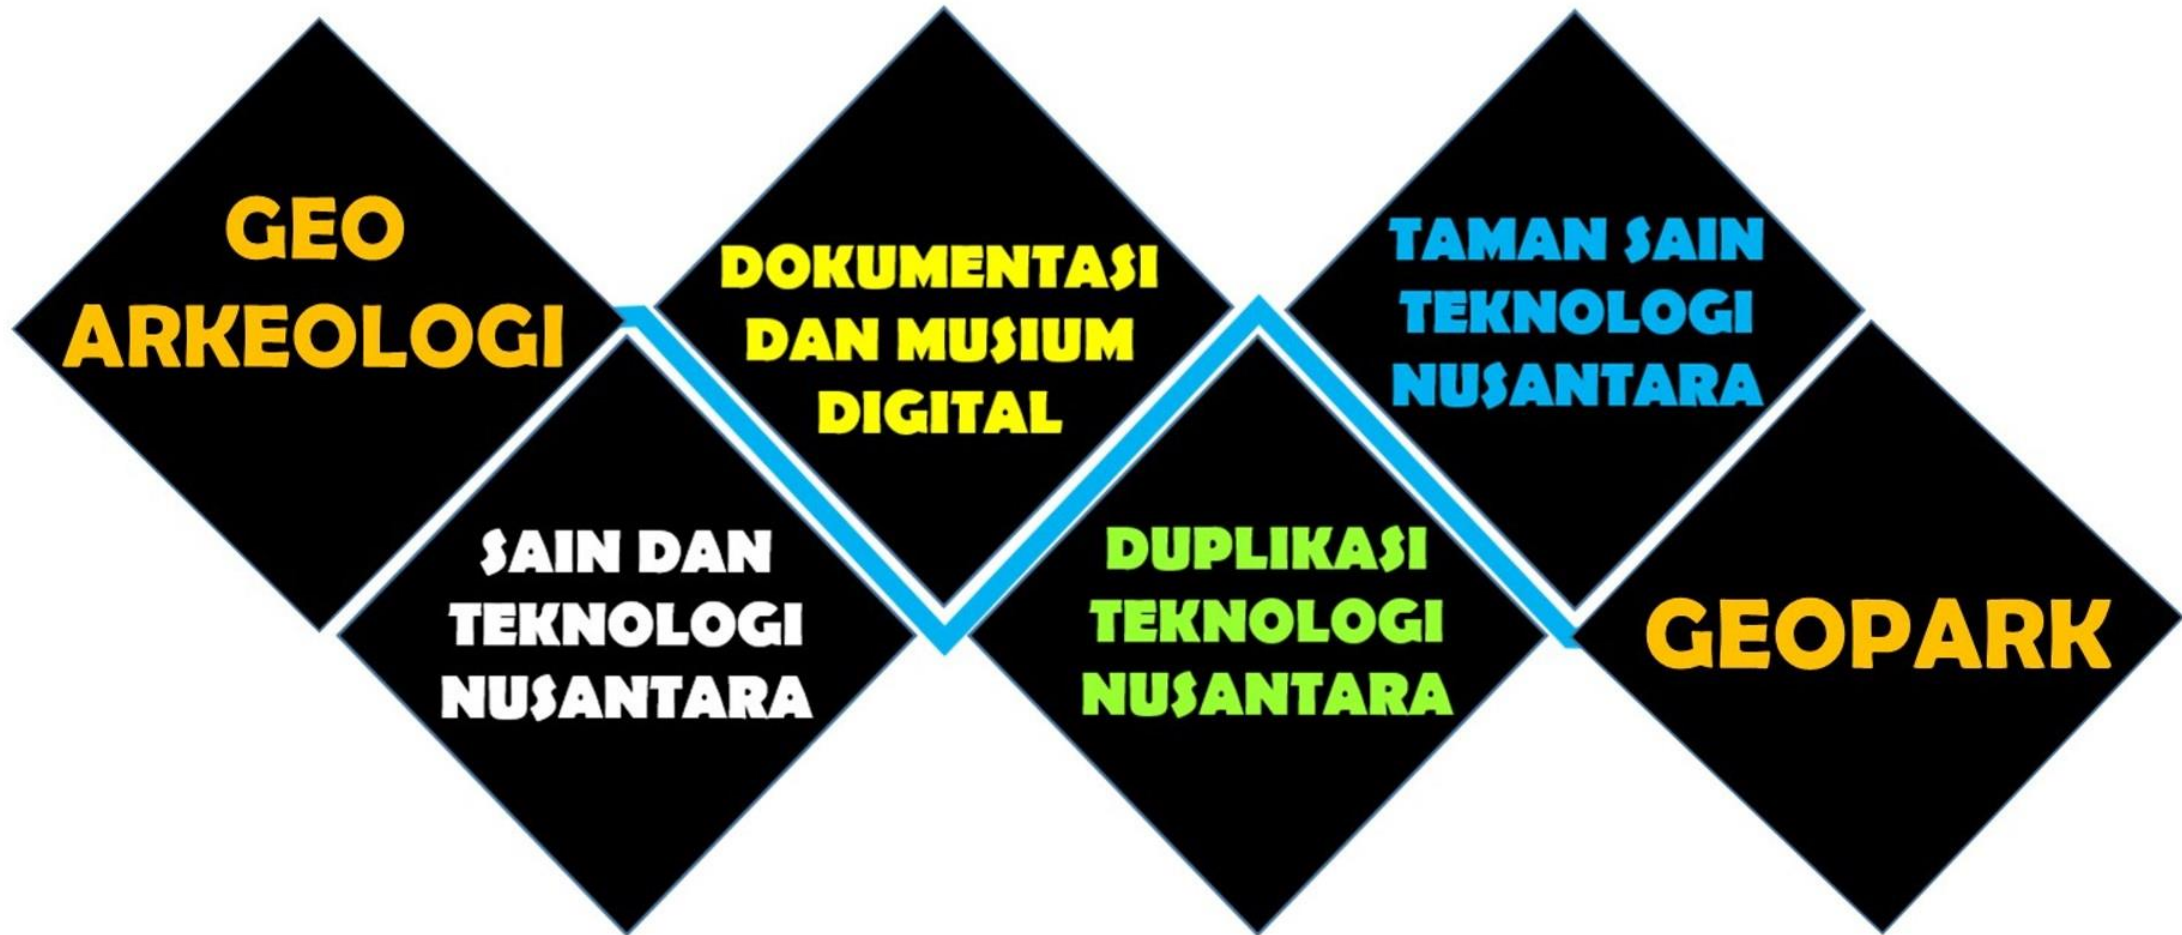 GEO
ARKEOLOGI
SAIN DAN
TEKNOLOGI
NUSANTARA
DOKUMENTASI
DAN MUSIUM
DIGITAL
DUPLIKASI
TEKNOLOGI
NUSANTARA
TAMAN SAIN
TEKNOLOGI
NUSANTARA
GEOPARK